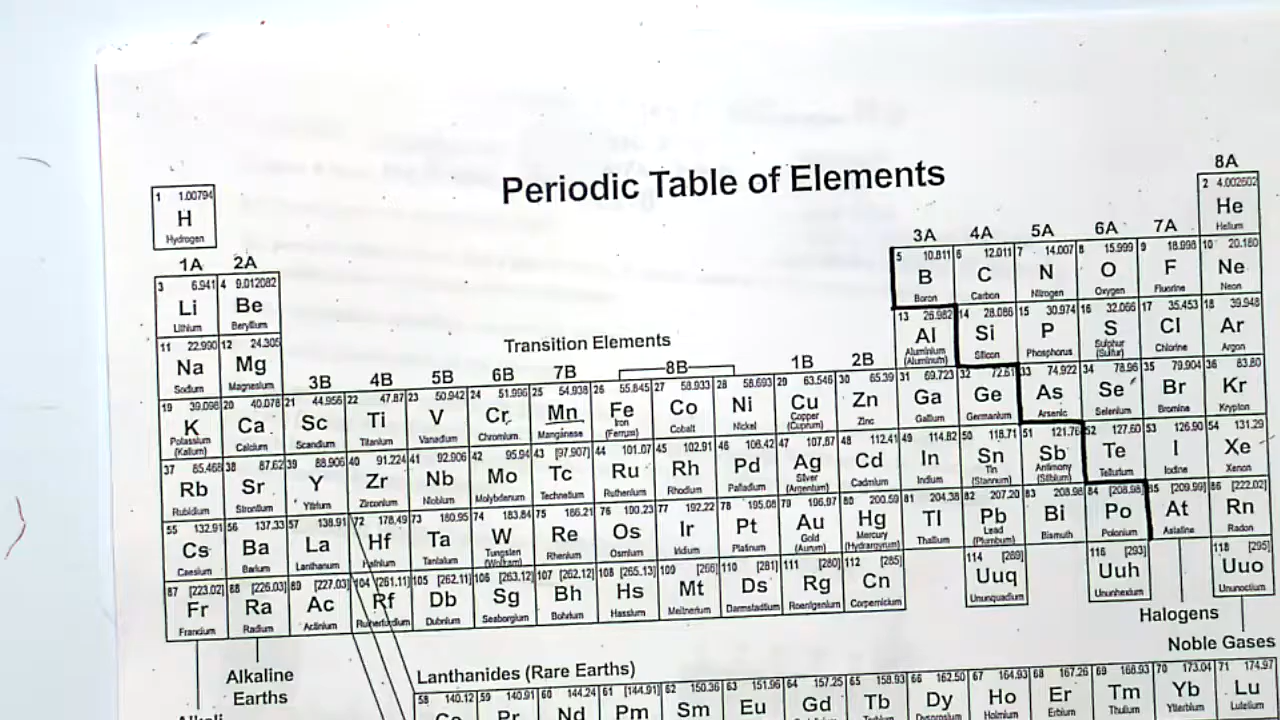 Periodic Table of Elements
8A
1 1.00794 2 4.002602
H He
Hydrogen Helium
1A 2A 3A 4A 5A 6A 7A
3 6.941 4 9.012082 5 10.811 6 12.011 7 14.007 8 15.999 9 18.998 10 20.180
Li Be B C N O F Ne
Lithium Beryllium Boron Carbon Nitrogen Oxygen Fluorine Neon
11 22.990 12 24.305 13 26.982 14 28.086 15 30.974 16 32.066 17 35.453 18 39.948
Na Mg Al Si P S Cl Ar
Sodium Magnesium Aluminium (Aluminum) Silicon Phosphorus Sulphur (Sulfur) Chlorine Argon
Transition Elements
3B 4B 5B 6B 7B 8B 1B 2B
19 39.098 20 40.078 21 44.956 22 47.87 23 50.942 24 51.996 25 54.938 26 55.845 27 58.933 28 58.693 29 63.546 30 65.39 31 69.723 32 72.61 33 74.922 34 78.96 35 79.904 36 83.80
K Ca Sc Ti V Cr Mn Fe Co Ni Cu Zn Ga Ge As Se Br Kr
Potassium (Kalium) Calcium Scandium Titanium Vanadium Chromium Manganese Iron (Ferrum) Cobalt Nickel Copper (Cuprum) Zinc Gallium Germanium Arsenic Selenium Bromine Krypton
37 85.468 38 87.62 39 88.906 40 91.224 41 92.906 42 95.94 43 [97.907] 44 101.07 45 102.91 46 106.42 47 107.87 48 112.41 49 114.82 50 118.71 51 121.76 52 127.60 53 126.90 54 131.29
Rb Sr Y Zr Nb Mo Tc Ru Rh Pd Ag Cd In Sn Sb Te I Xe
Rubidium Strontium Yttrium Zirconium Niobium Molybdenum Technetium Ruthenium Rhodium Palladium Silver (Argentum) Cadmium Indium Tin (Stannum) Antimony (Stibium) Tellurium Iodine Xenon
55 132.91 56 137.33 57 138.91 72 178.49 73 180.95 74 183.84 75 186.21 76 190.23 77 192.22 78 195.08 79 196.97 80 200.59 81 204.38 82 207.20 83 208.98 84 [208.98] 85 [209.99] 86 [222.02]
Cs Ba La Hf Ta W Re Os Ir Pt Au Hg Tl Pb Bi Po At Rn
Caesium Barium Lanthanum Hafnium Tantalum Tungsten (Wolfram) Rhenium Osmium Iridium Platinum Gold (Aurum) Mercury (Hydrargyrum) Thallium Lead (Plumbum) Bismuth Polonium Astatine Radon
87 [223.02] 88 [226.03] 89 [227.03] 104 [261.11] 105 [262.11] 106 [263.12] 107 [262.12] 108 [265.13] 109 [266] 110 [281] 111 [280] 112 [285] 114 [289] 116 [293] 118 [295]
Fr Ra Ac Rf Db Sg Bh Hs Mt Ds Rg Cn Uuq Uuh Uuo
Francium Radium Actinium Rutherfordium Dubnium Seaborgium Bohrium Hassium Meitnerium Darmstadtium Roentgenium Copernicium Ununquadium Ununhexium Ununoctium
Halogens
Noble Gases
Alkaline
Earths
Alkali
Lanthanides (Rare Earths)
58 140.12 59 140.91 60 144.24 61 [144.91] 62 150.36 63 151.96 64 157.25 65 158.93 66 162.50 67 164.93 68 167.26 69 168.93 70 173.04 71 174.97
Ce Pr Nd Pm Sm Eu Gd Tb Dy Ho Er Tm Yb Lu
Dysprosium Holmium Erbium Thulium Ytterbium Lutetium